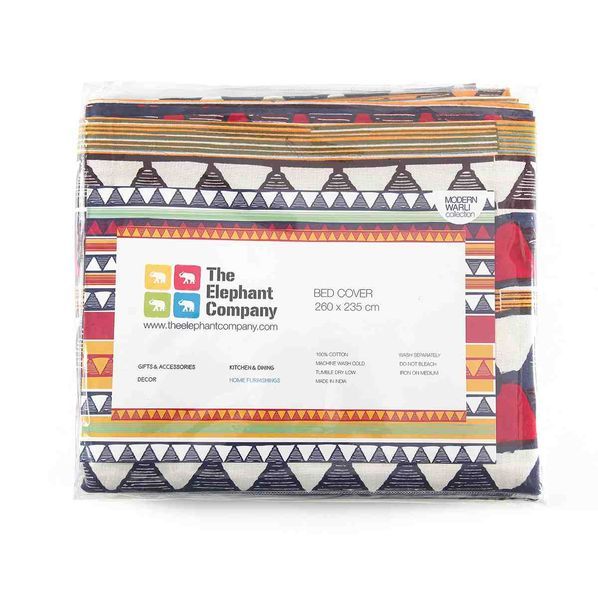 MODERN
WARLI
collection
The
Elephant
Company
www.theelephantcompany.com
BED COVER
260 x 235 cm
GIFTS & ACCESSORIES
KITCHEN & DINING
DECOR
HOME FURNISHINGS
100% COTTON
MACHINE WASH COLD
TUMBLE DRY LOW
MADE IN INDIA
WASH SEPARATELY
DO NOT BLEACH
IRON ON MEDIUM